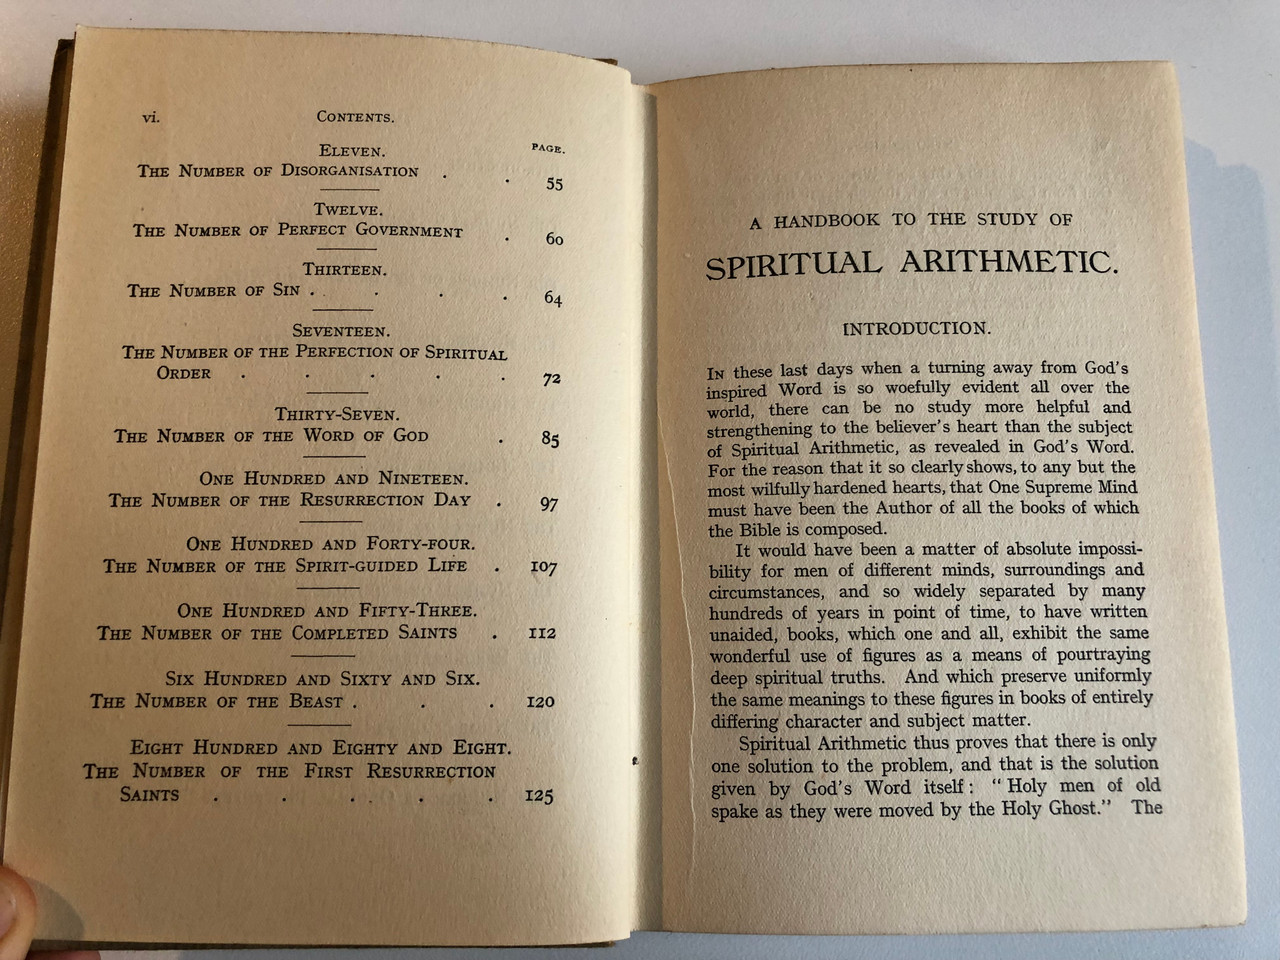 vi. CONTENTS.
ELEVEN. PAGE.
THE NUMBER OF DISORGANISATION . . 55
TWELVE.
THE NUMBER OF PERFECT GOVERNMENT . 60
THIRTEEN.
THE NUMBER OF SIN . . . . 64
SEVENTEEN.
THE NUMBER OF THE PERFECTION OF SPIRITUAL
ORDER . . . . . 72
THIRTY-SEVEN.
THE NUMBER OF THE WORD OF GOD . 85
ONE HUNDRED AND NINETEEN.
THE NUMBER OF THE RESURRECTION DAY . 97
ONE HUNDRED AND FORTY-FOUR.
THE NUMBER OF THE SPIRIT-GUIDED LIFE . 107
ONE HUNDRED AND FIFTY-THREE.
THE NUMBER OF THE COMPLETED SAINTS . 112
SIX HUNDRED AND SIXTY AND SIX.
THE NUMBER OF THE BEAST . . . 120
EIGHT HUNDRED AND EIGHTY AND EIGHT.
THE NUMBER OF THE FIRST RESURRECTION
SAINTS . . . . . 125
A HANDBOOK TO THE STUDY OF
SPIRITUAL ARITHMETIC.
INTRODUCTION.
IN these last days when a turning away from God's
inspired Word is so woefully evident all over the
world, there can be no study more helpful and
strengthening to the believer's heart than the subject
of Spiritual Arithmetic, as revealed in God's Word.
For the reason that it so clearly shows, to any but the
most wilfully hardened hearts, that One Supreme Mind
must have been the Author of all the books of which
the Bible is composed.
It would have been a matter of absolute impossi-
bility for men of different minds, surroundings and
circumstances, and so widely separated by many
hundreds of years in point of time, to have written
unaided, books, which one and all, exhibit the same
wonderful use of figures as a means of pourtraying
deep spiritual truths. And which preserve uniformly
the same meanings to these figures in books of entirely
differing character and subject matter.
Spiritual Arithmetic thus proves that there is only
one solution to the problem, and that is the solution
given by God's Word itself: "Holy men of old
spake as they were moved by the Holy Ghost." The